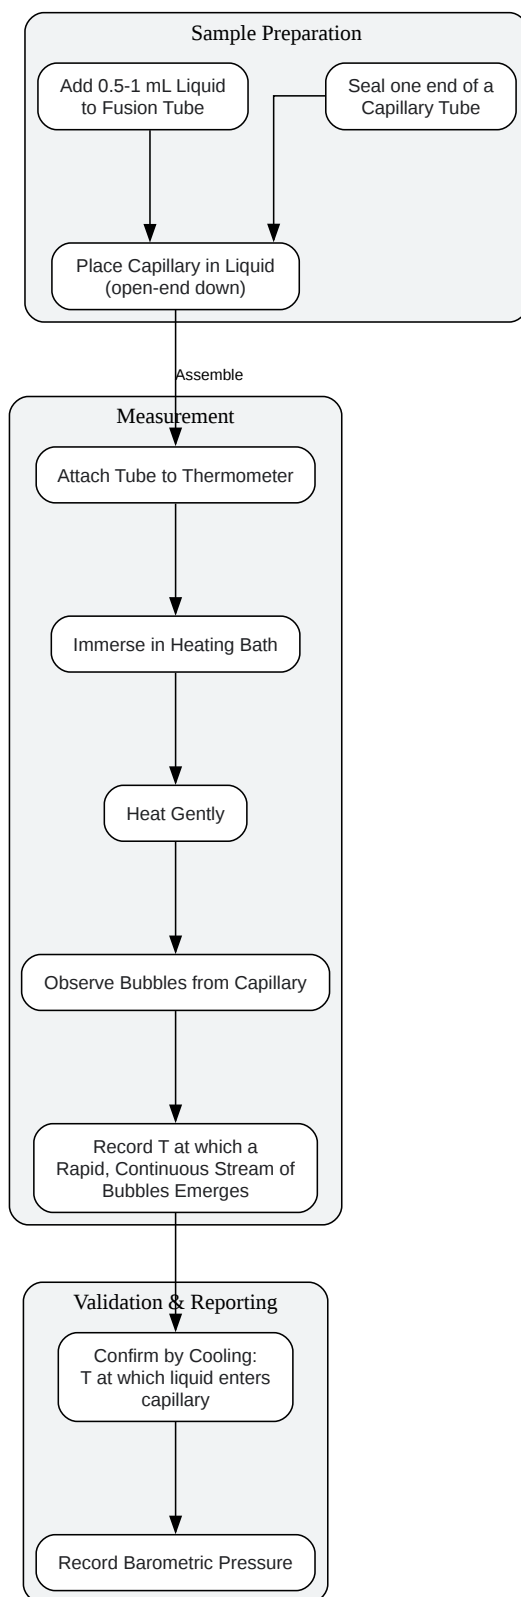 Sample Preparation
Add 0.5-1 mL Liquid
to Fusion Tube
Seal one end of a
Capillary Tube
Place Capillary in Liquid
(open-end down)
Assemble
Measurement
Attach Tube to Thermometer
Immerse in Heating Bath
Heat Gently
Observe Bubbles from Capillary
Record T at which a
Rapid, Continuous Stream of
Bubbles Emerges
Validation & Reporting
Confirm by Cooling:
T at which liquid enters
capillary
Record Barometric Pressure